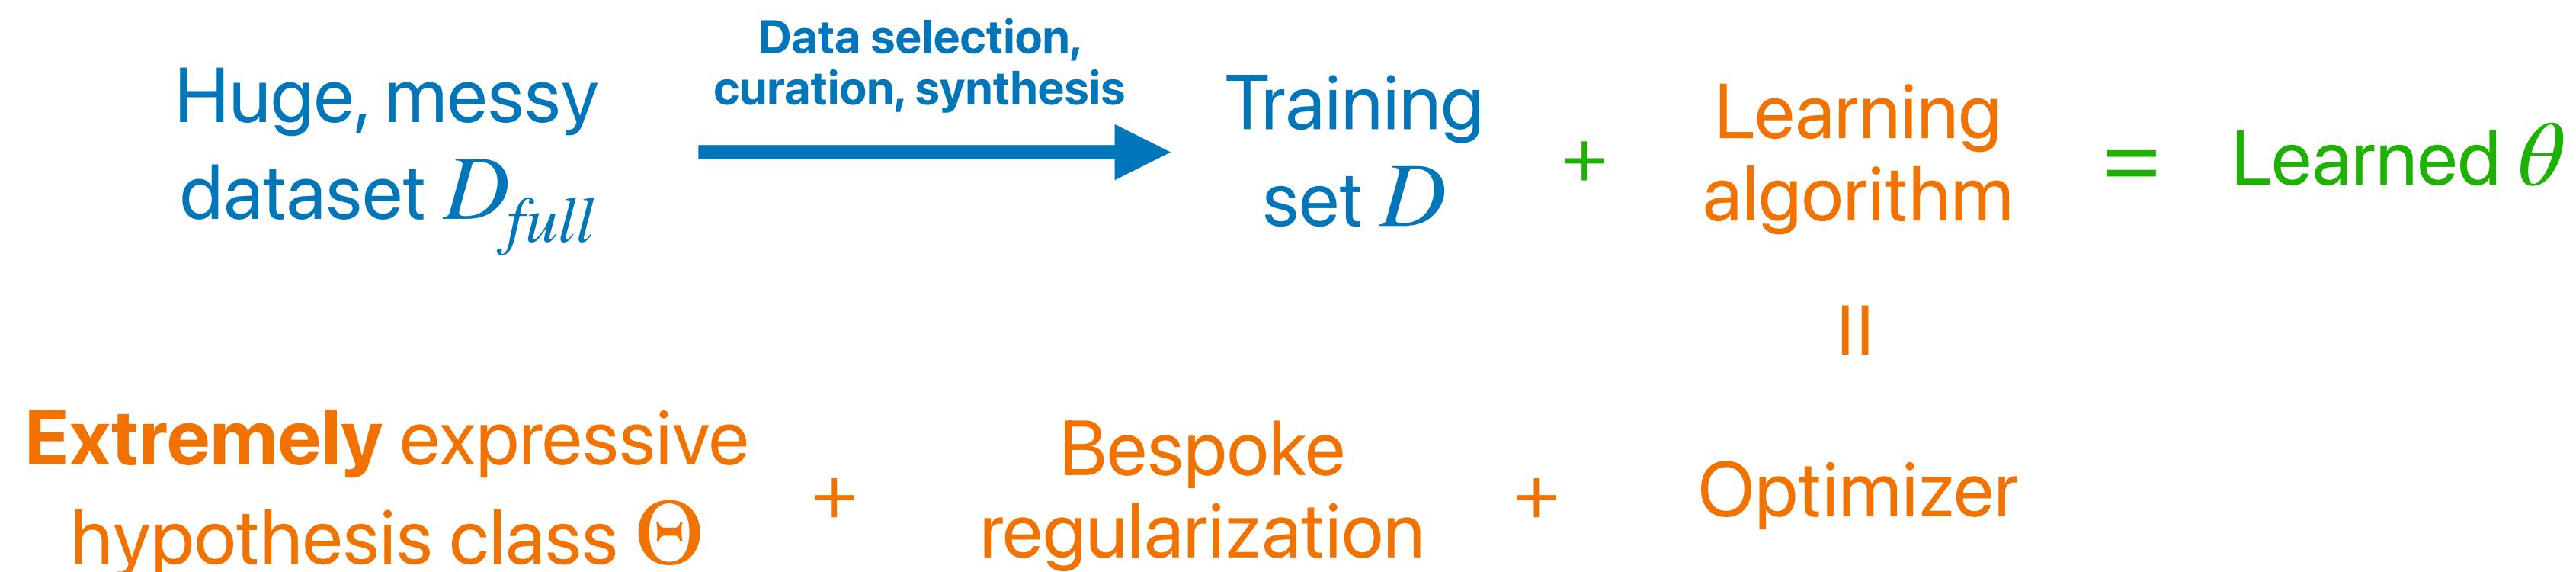 Data selection,
curation, synthesis
Huge, messy
dataset D_full
Training
set D
+
Learning
algorithm
=
Learned θ
=
Extremely expressive
hypothesis class Θ
+
Bespoke
regularization
+
Optimizer